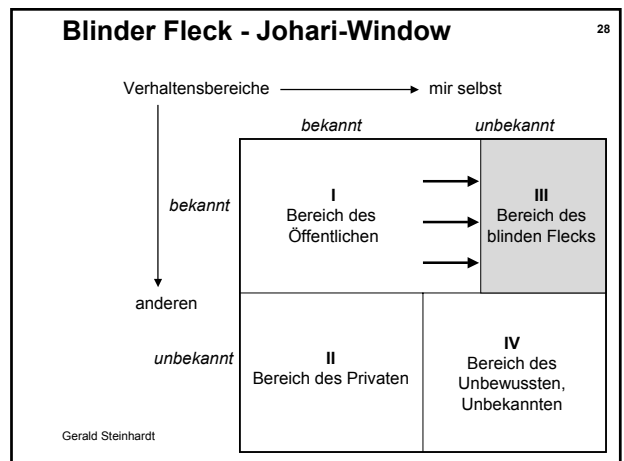 Blinder Fleck - Johari-Window
28
Verhaltensbereiche
mir selbst
bekannt
unbekannt
bekannt
I
Bereich des
Öffentlichen
III
Bereich des
blinden Flecks
anderen
unbekannt
II
Bereich des Privaten
IV
Bereich des
Unbewussten,
Unbekannten
Gerald Steinhardt